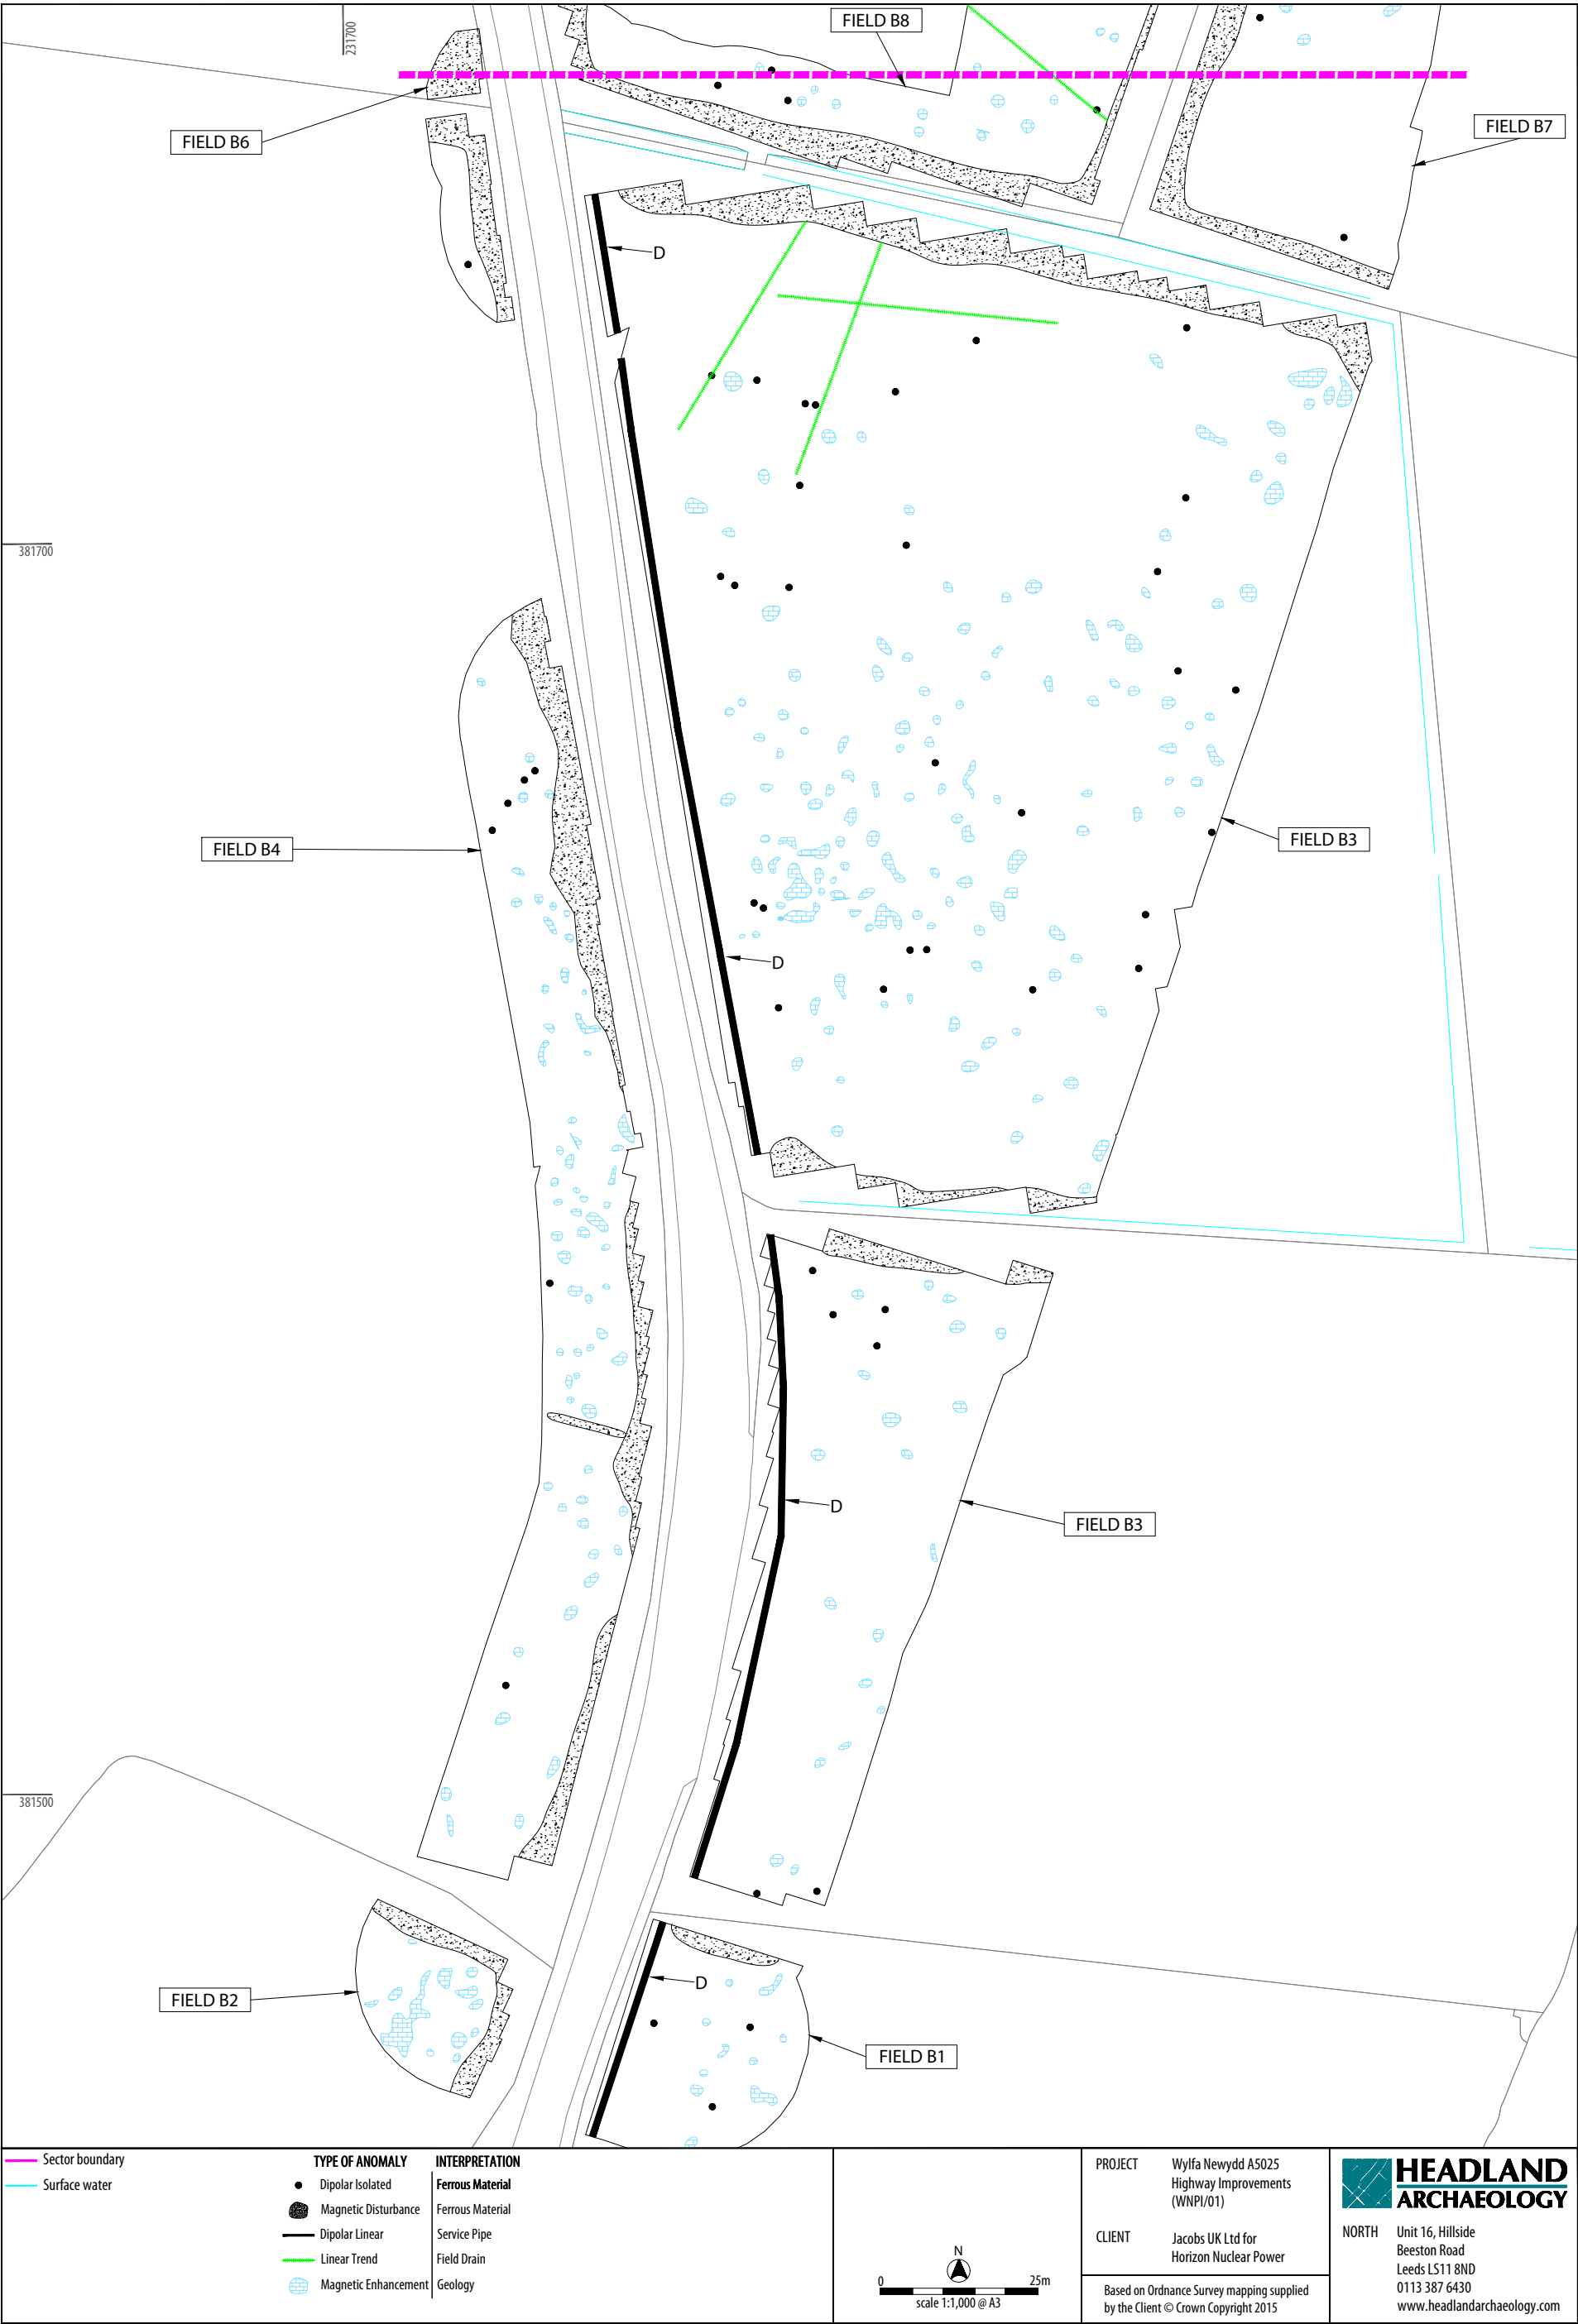 231700
FIELD B8
FIELD B6
FIELD B7
D
381700
FIELD B4
FIELD B3
D
D
FIELD B3
381500
D
FIELD B2
FIELD B1
Sector boundary
Surface water
TYPE OF ANOMALY INTERPRETATION
Dipolar Isolated Ferrous Material
Magnetic Disturbance Ferrous Material
Dipolar Linear Service Pipe
Linear Trend Field Drain
Magnetic Enhancement Geology
N
0 25m
scale 1:1,000 @ A3
PROJECT Wylfa Newydd A5025
Highway Improvements
(WNPI/01)
CLIENT Jacobs UK Ltd for
Horizon Nuclear Power
Based on Ordnance Survey mapping supplied
by the Client © Crown Copyright 2015
HEADLAND
ARCHAEOLOGY
NORTH Unit 16, Hillside
Beeston Road
Leeds LS11 8ND
0113 387 6430
www.headlandarchaeology.com